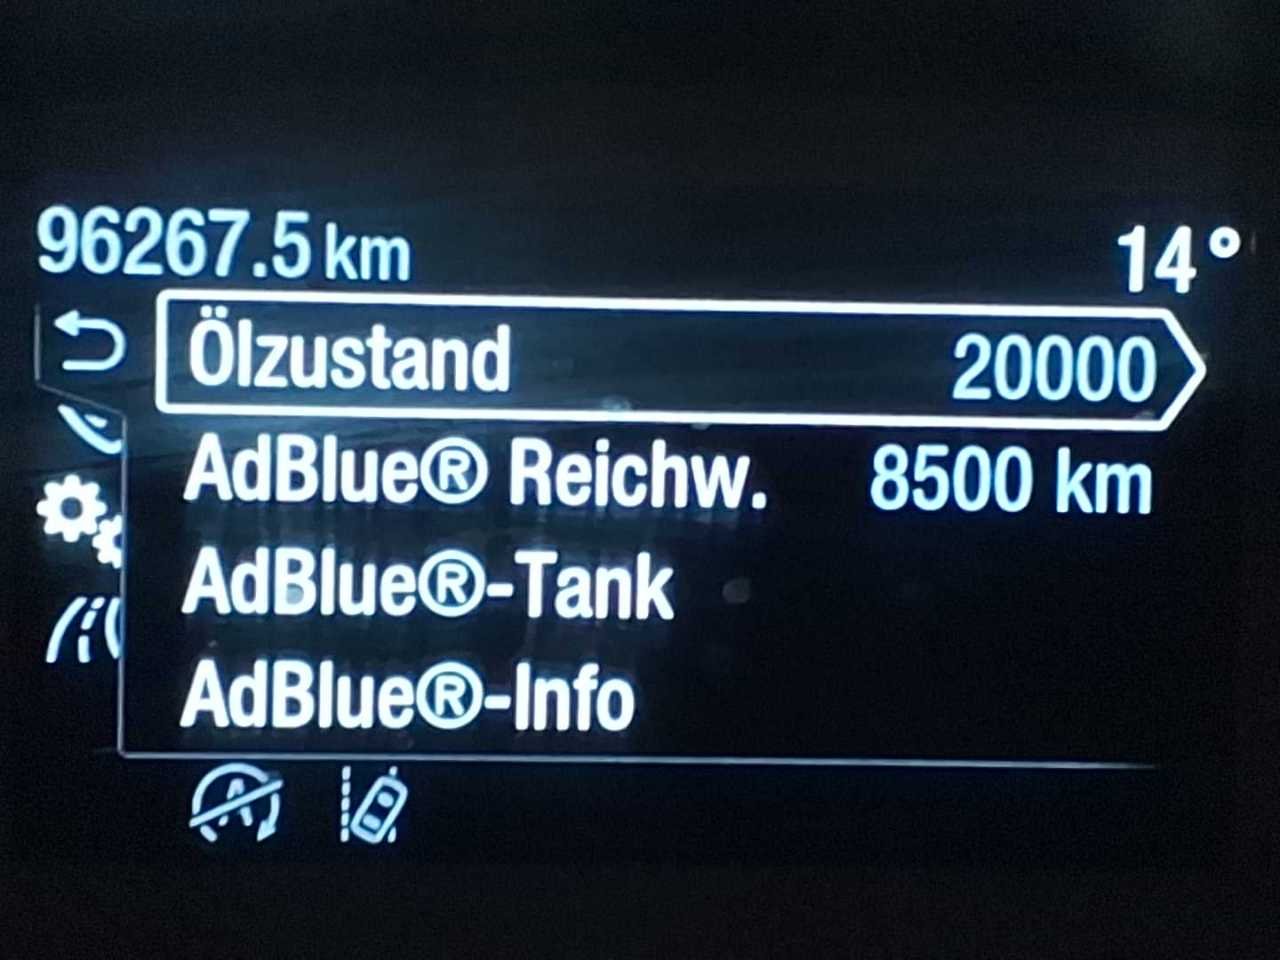 96267.5 km 14°
Ölzustand 20000
AdBlue® Reichw. 8500 km
AdBlue®-Tank
AdBlue®-Info
A